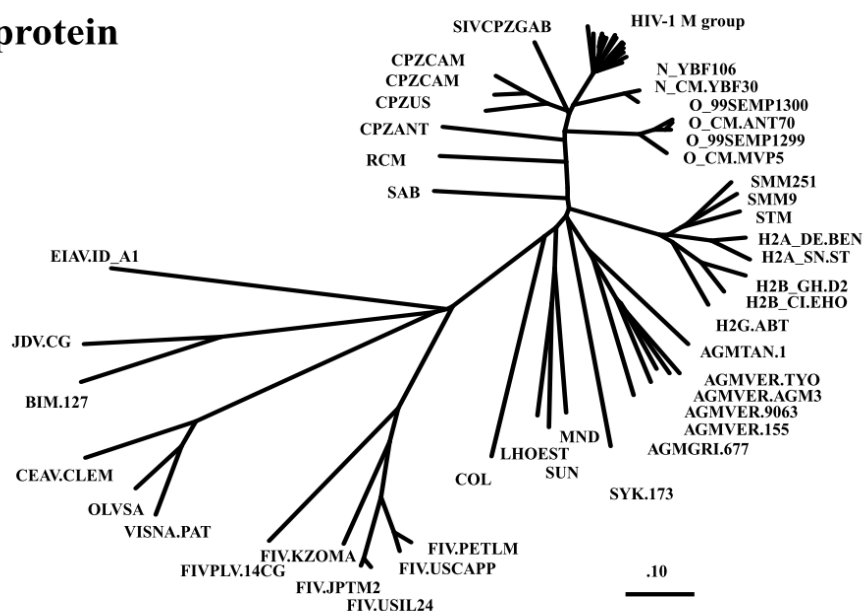 protein
SIVCPZGAB
HIV-1 M group
CPZCAM
CPZCAM
CPZUS
N_YBF106
N_CM.YBF30
O_99SEMP1300
CPZANT
O_CM.ANT70
O_99SEMP1299
RCM
O_CM.MVP5
SAB
SMM251
SMM9
STM
H2A_DE.BEN
EIAV.ID_A1
H2A_SN.ST
H2B_GH.D2
H2B_CI.EHO
H2G.ABT
JDV.CG
AGMTAN.1
BIM.127
AGMVER.TYO
AGMVER.AGM3
AGMVER.9063
AGMVER.155
MND
AGMGRI.677
LHOEST
CEAV.CLEM
COL
SUN
SYK.173
OLVSA
VISNA.PAT
FIV.PETLM
FIV.KZOMA
FIV.USCAPP
FIVPLV.14CG
.10
FIV.JPTM2
FIV.USIL24